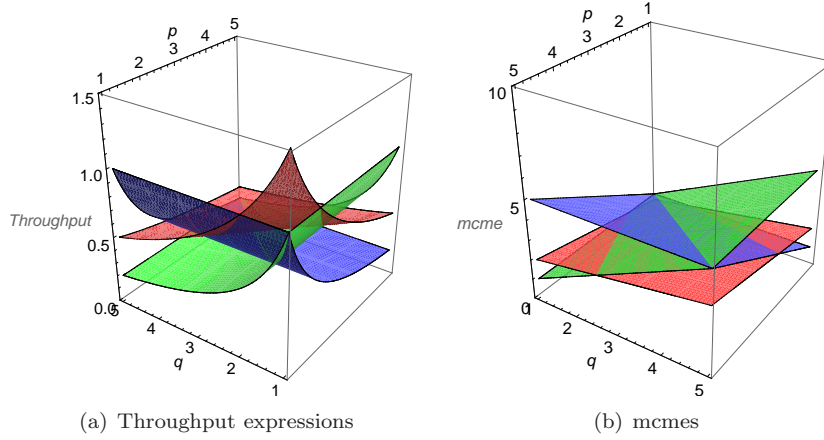 p
1 2 3 4 5
1.5
1.0
Throughput
0.5
0.0
5 4 3 2 1
q
(a) Throughput expressions
p
5 4 3 2 1
10
5
mcme
0
1 2 3 4 5
q
(b) mcmes